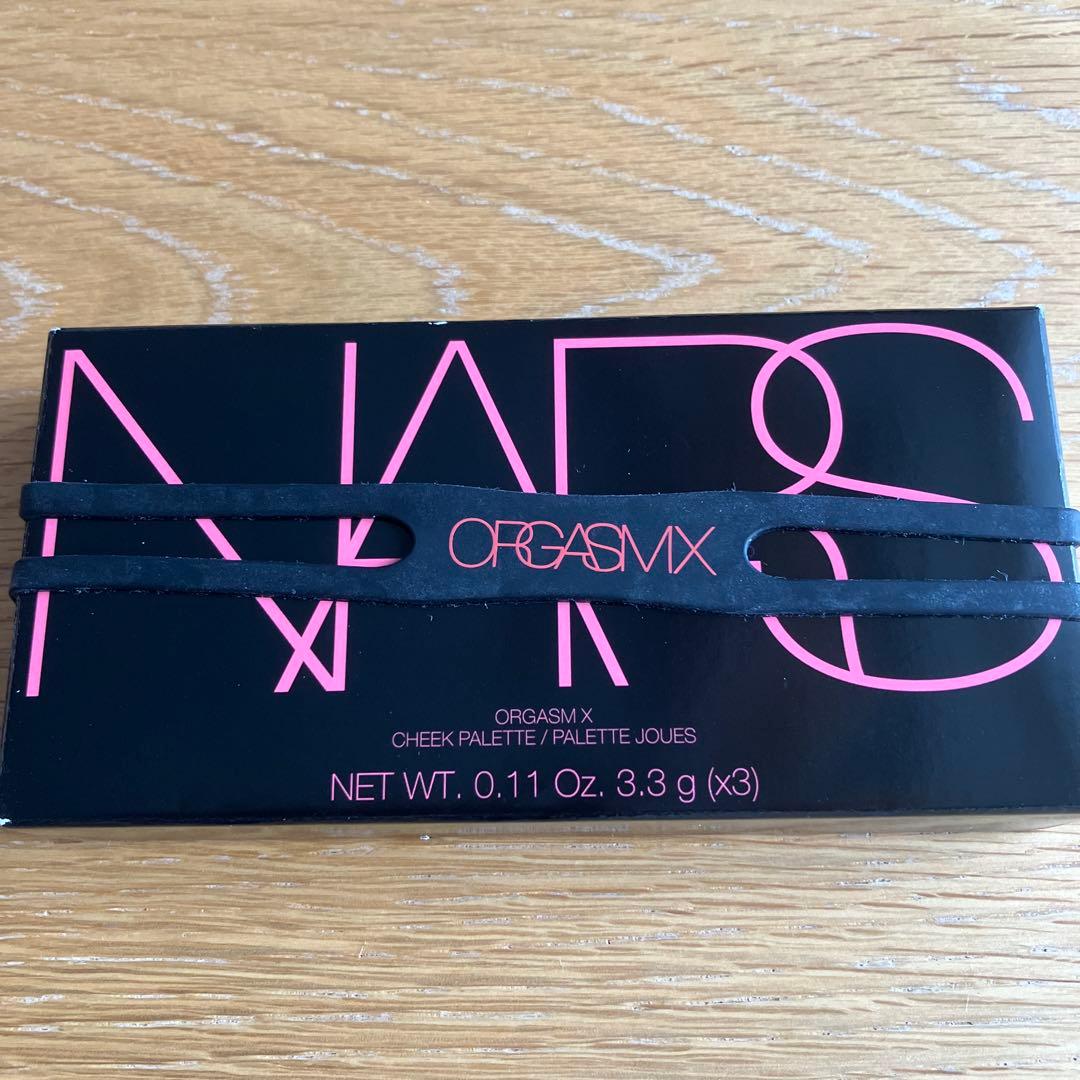 NARS
ORGASM X
ORGASM X
CHEEK PALETTE / PALETTE JOUES
NET WT. 0.11 Oz. 3.3 g (x3)